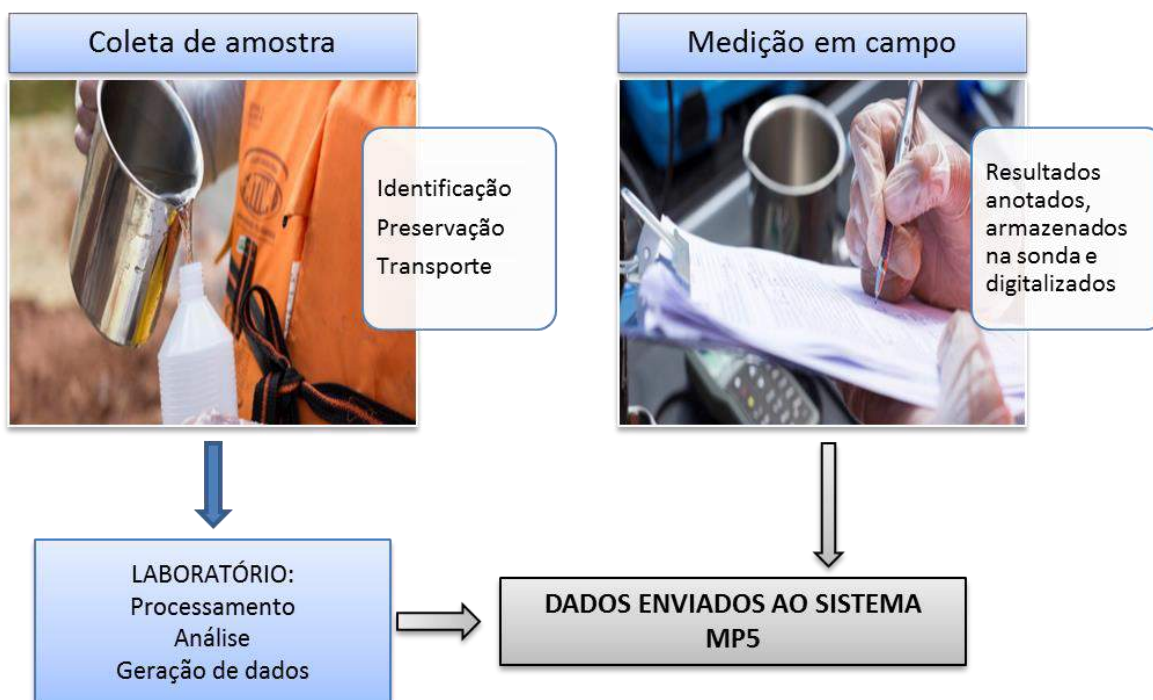 Coleta de amostra
Identificação
Preservação
Transporte
Medição em campo
Resultados
anotados,
armazenados
na sonda e
digitalizados
LABORATÓRIO:
Processamento
Análise
Geração de dados
DADOS ENVIADOS AO SISTEMA
MP5